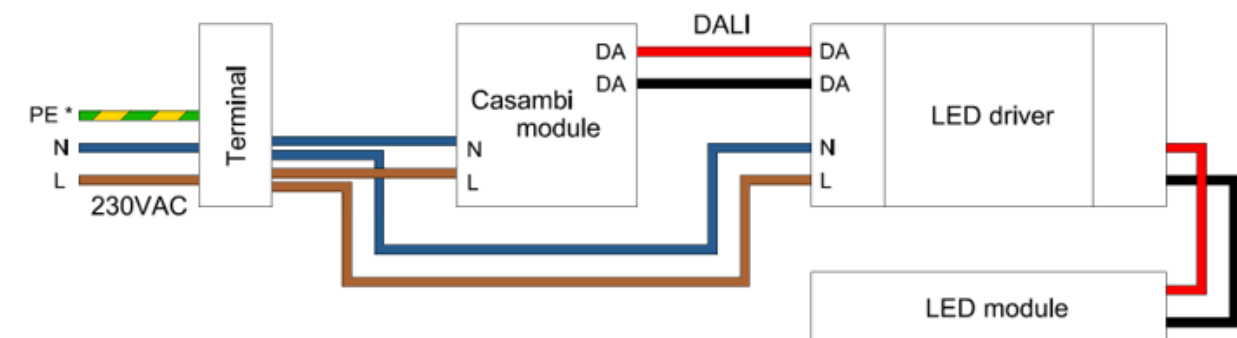 DALI
DA
DA
DA
DA
Casambi
module
LED driver
Terminal
PE *
N
L
230VAC
N
L
N
L
LED module